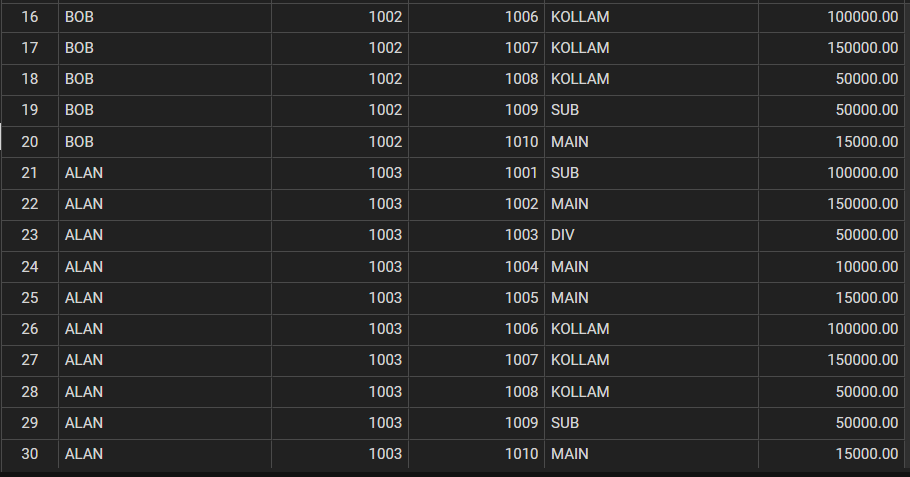 16 BOB 1002 1006 KOLLAM 100000.00
17 BOB 1002 1007 KOLLAM 150000.00
18 BOB 1002 1008 KOLLAM 50000.00
19 BOB 1002 1009 SUB 50000.00
20 BOB 1002 1010 MAIN 15000.00
21 ALAN 1003 1001 SUB 100000.00
22 ALAN 1003 1002 MAIN 150000.00
23 ALAN 1003 1003 DIV 50000.00
24 ALAN 1003 1004 MAIN 10000.00
25 ALAN 1003 1005 MAIN 15000.00
26 ALAN 1003 1006 KOLLAM 100000.00
27 ALAN 1003 1007 KOLLAM 150000.00
28 ALAN 1003 1008 KOLLAM 50000.00
29 ALAN 1003 1009 SUB 50000.00
30 ALAN 1003 1010 MAIN 15000.00